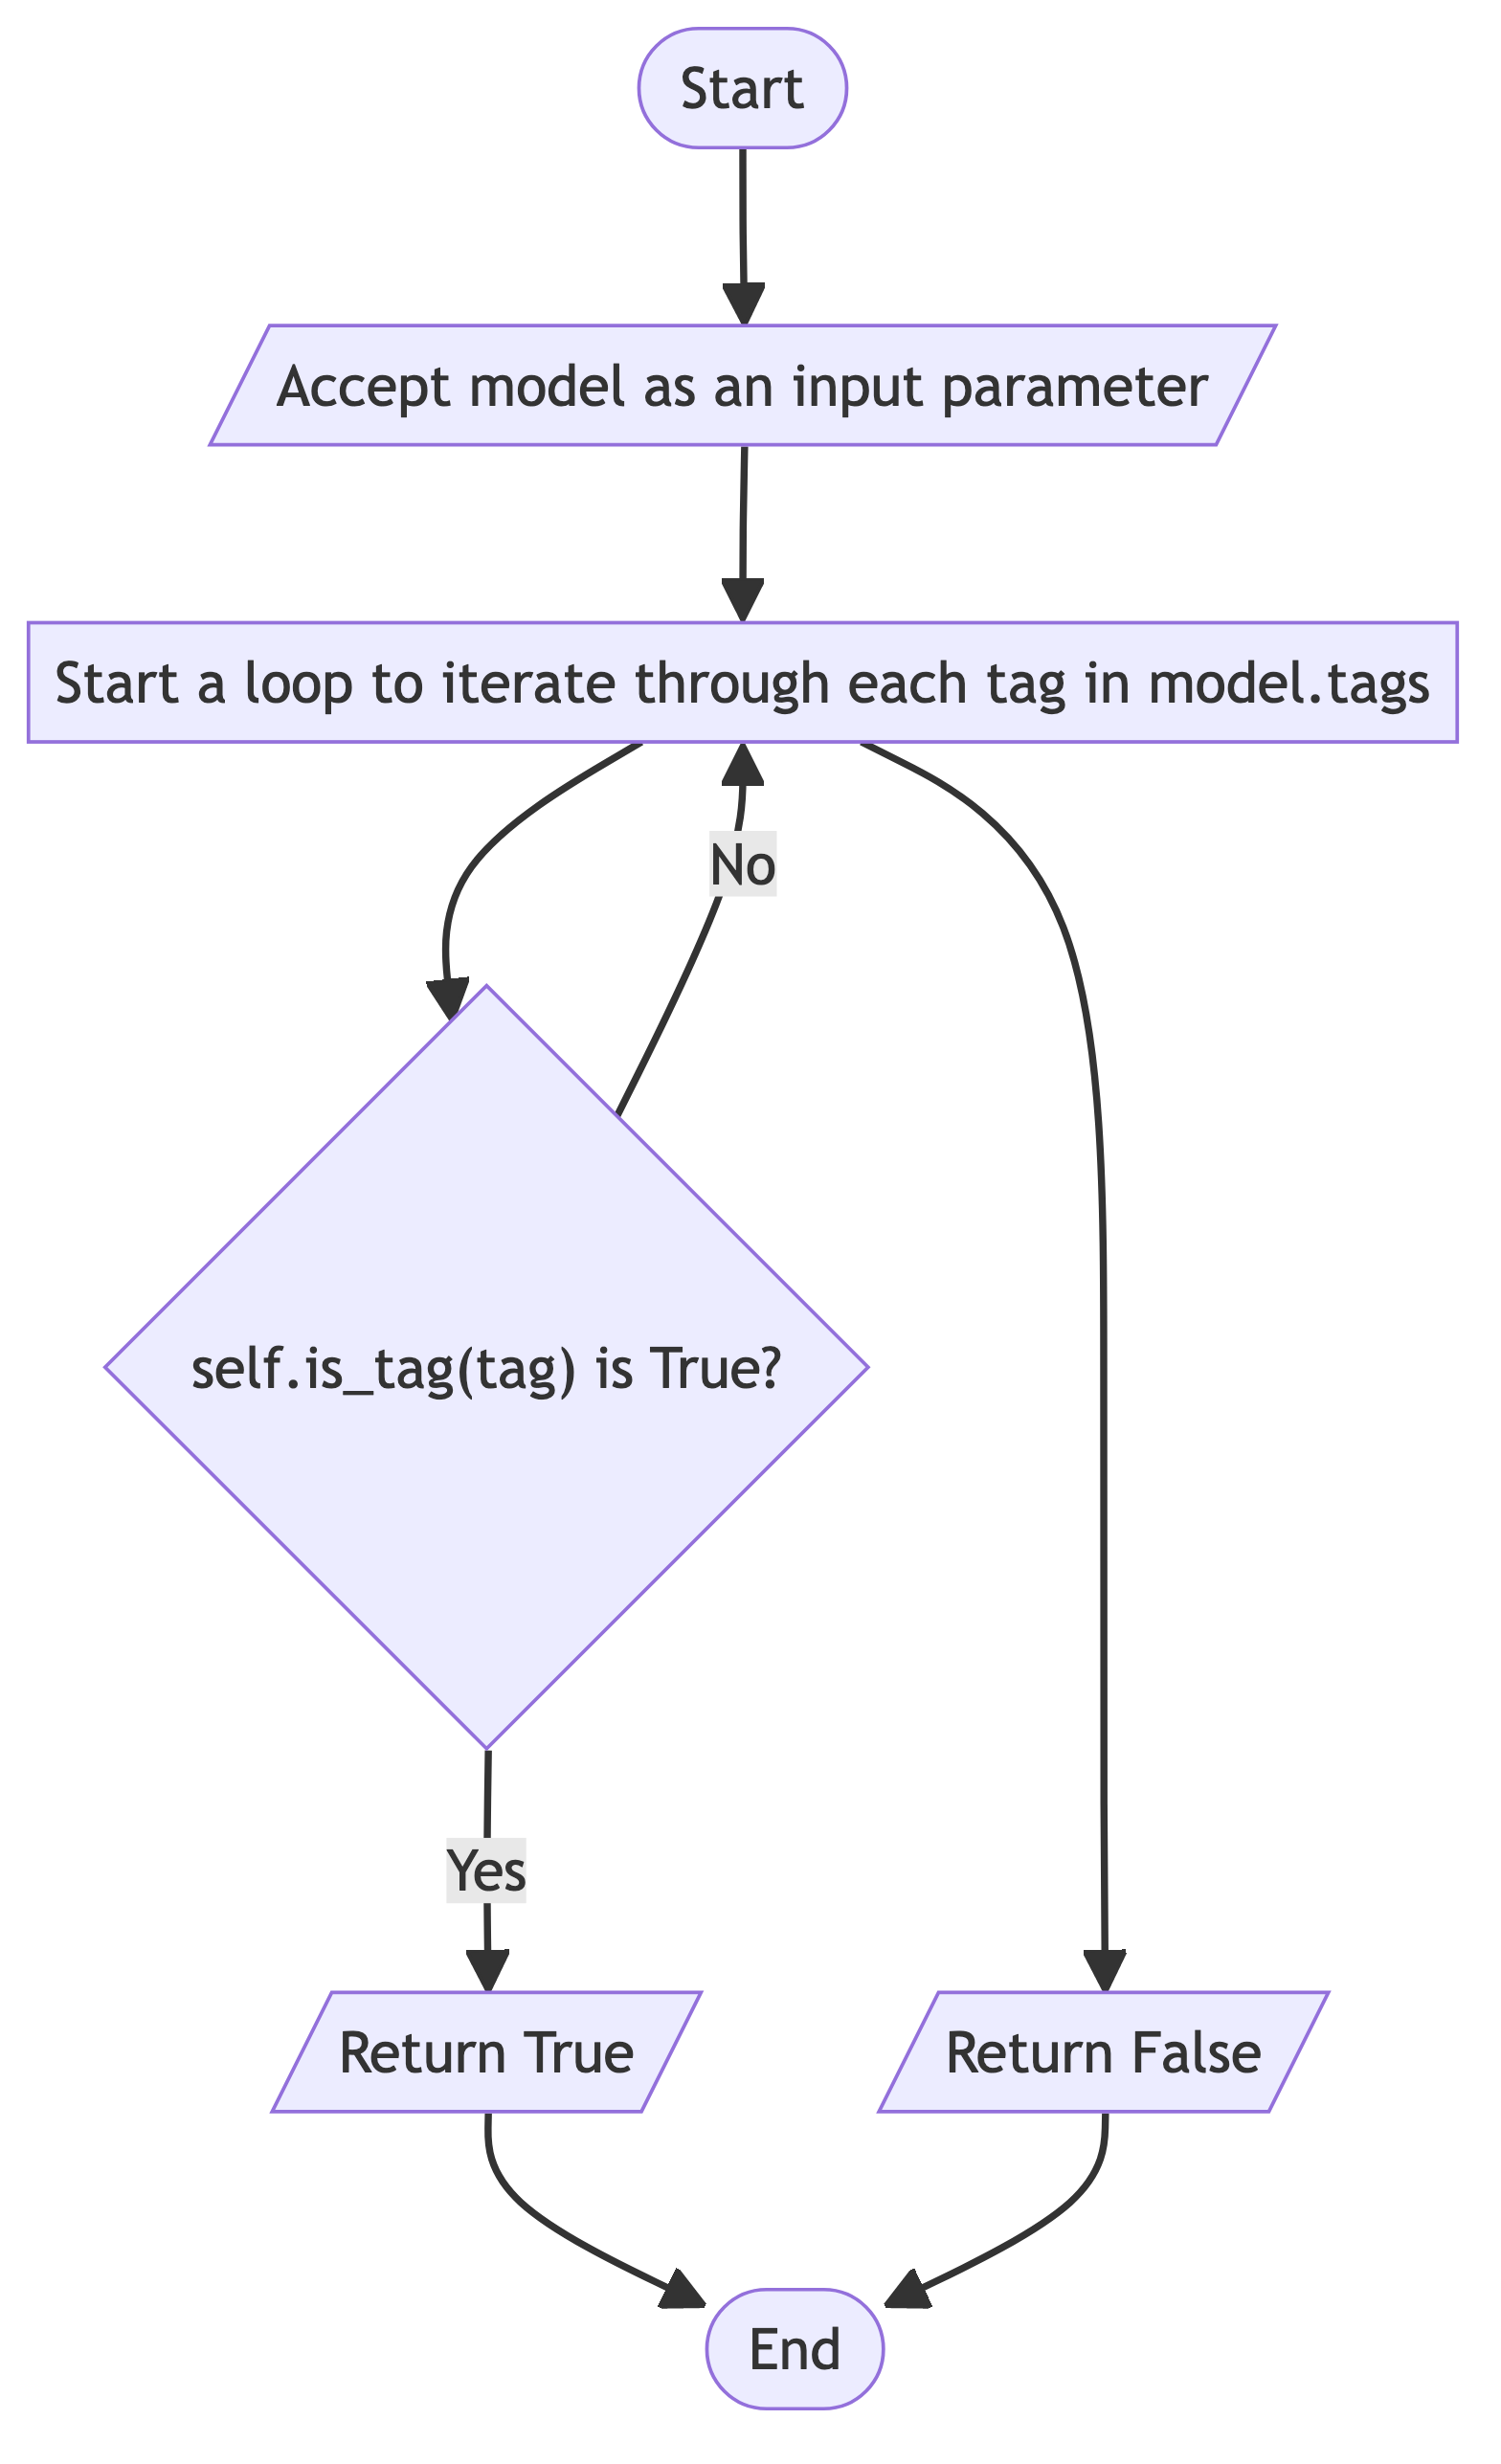 Start
Accept model as an input parameter
Start a loop to iterate through each tag in model.tags
No
self.is_tag(tag) is True?
Yes
Return True
Return False
End